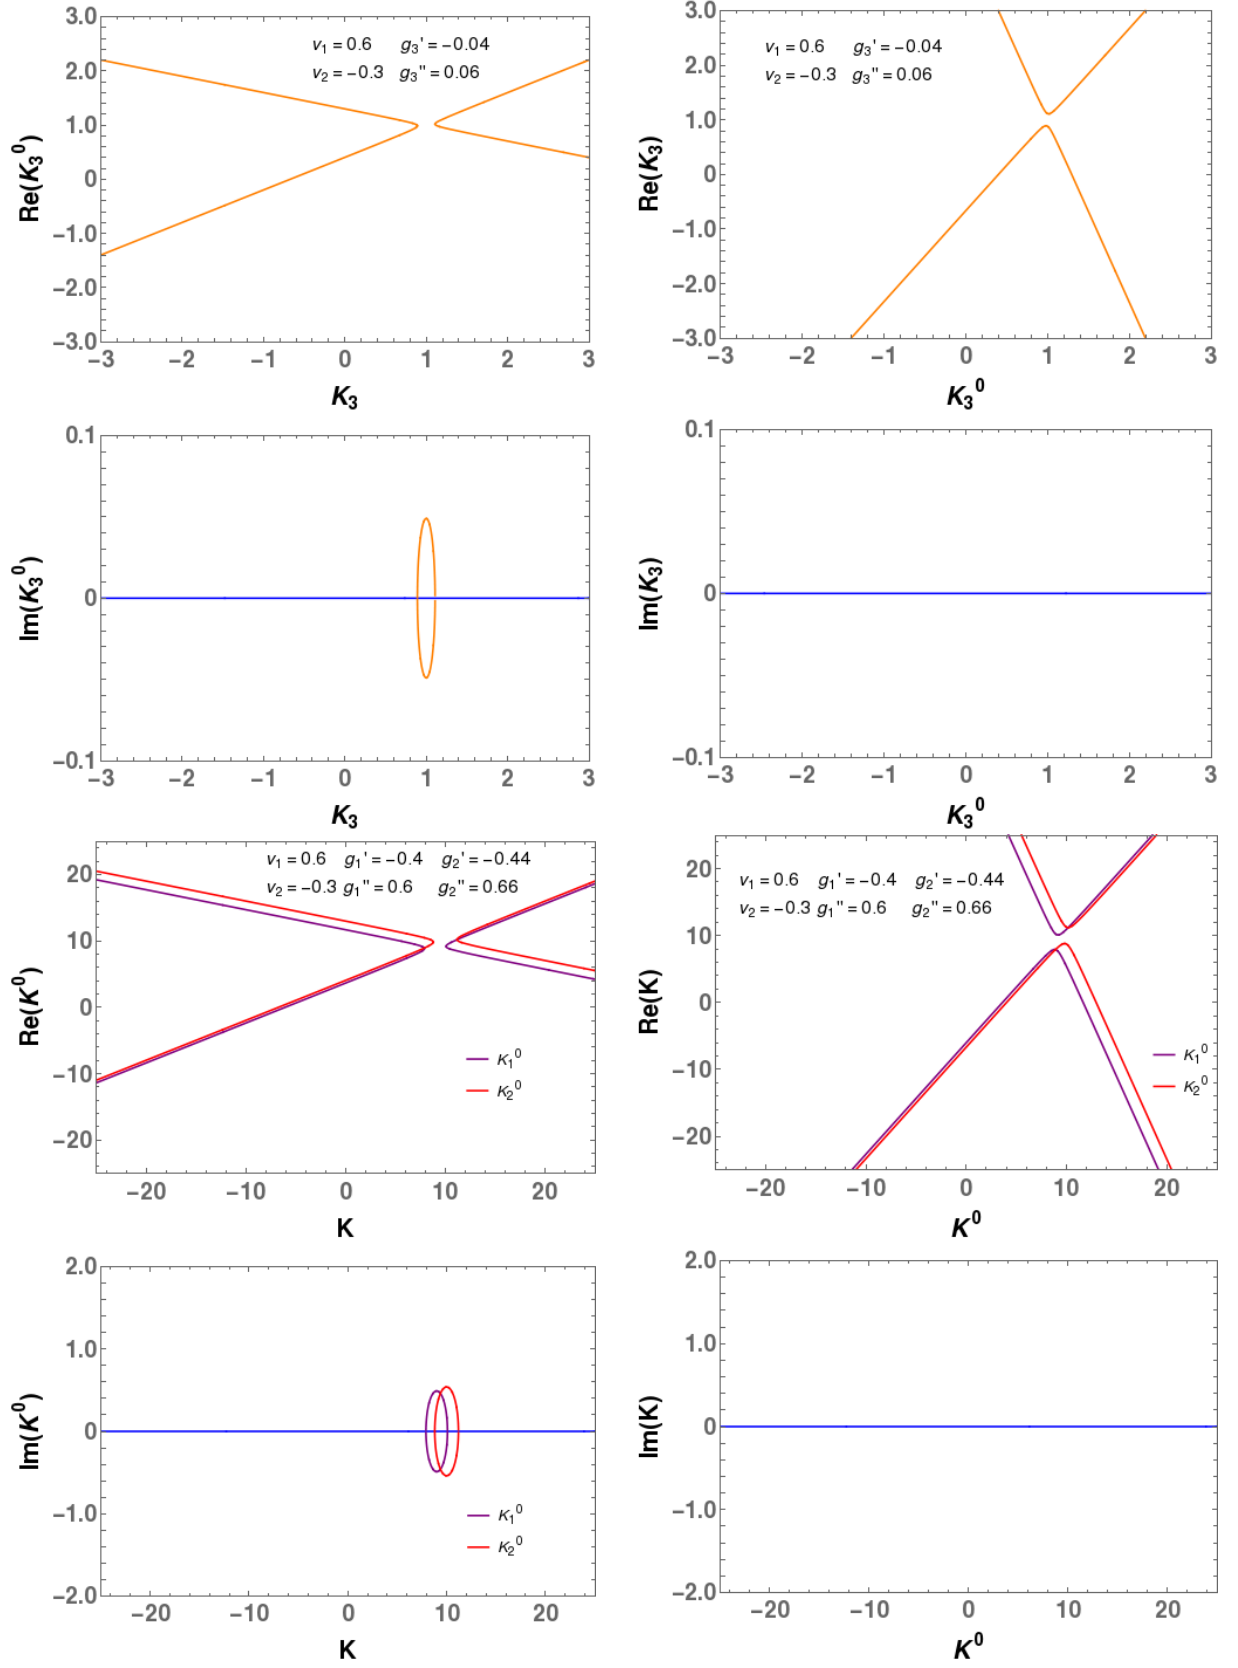 3.0
2.0
1.0
0
−1.0
−2.0
−3.0
Re(K₃⁰)
v₁ = 0.6 g₃' = −0.04
v₂ = −0.3 g₃'' = 0.06
−3 −2 −1 0 1 2 3
K₃
3.0
2.0
1.0
0
−1.0
−2.0
−3.0
Re(K₃)
v₁ = 0.6 g₃' = −0.04
v₂ = −0.3 g₃'' = 0.06
−3 −2 −1 0 1 2 3
K₃⁰
0.1
0
−0.1
Im(K₃⁰)
−3 −2 −1 0 1 2 3
K₃
0.1
0
−0.1
Im(K₃)
−3 −2 −1 0 1 2 3
K₃⁰
20
10
0
−10
−20
Re(K⁰)
v₁ = 0.6 g₁' = −0.4 g₂' = −0.44
v₂ = −0.3 g₁'' = 0.6 g₂'' = 0.66
K₁⁰
K₂⁰
−20 −10 0 10 20
K
20
10
0
−10
−20
Re(K)
v₁ = 0.6 g₁' = −0.4 g₂' = −0.44
v₂ = −0.3 g₁'' = 0.6 g₂'' = 0.66
K₁⁰
K₂⁰
−20 −10 0 10 20
K⁰
2.0
1.0
0
−1.0
−2.0
Im(K⁰)
K₁⁰
K₂⁰
−20 −10 0 10 20
K
2.0
1.0
0
−1.0
−2.0
Im(K)
−20 −10 0 10 20
K⁰